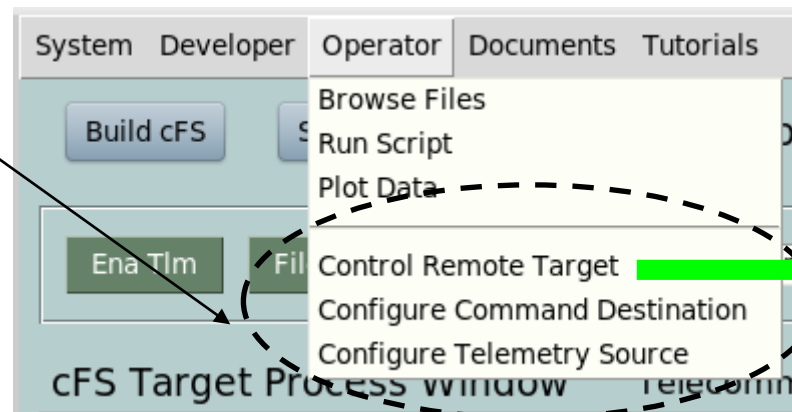 System Developer Operator Documents Tutorials
Browse Files
Build cFS
Run Script
Plot Data
Ena Tlm
Control Remote Target
Configure Command Destination
Configure Telemetry Source
cFS Target Process Window